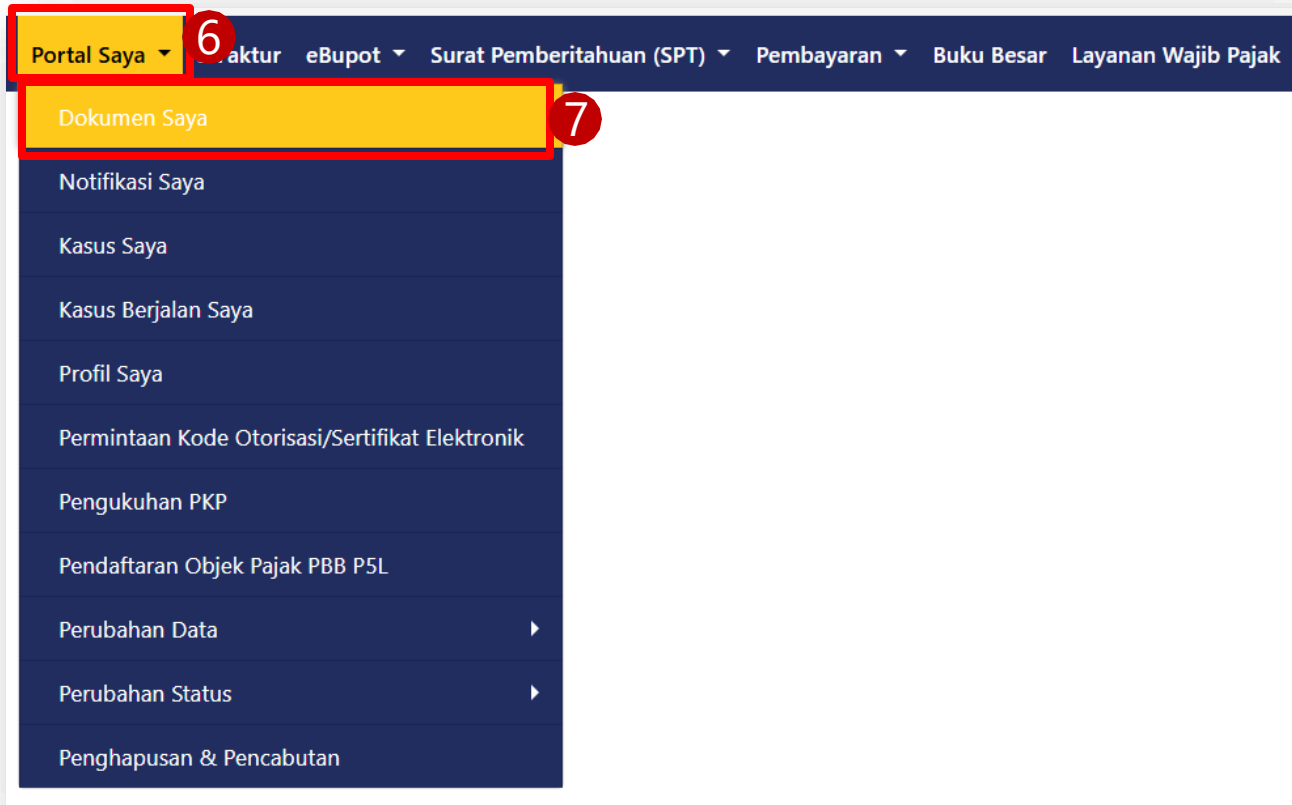 Portal Saya
6
aktur
eBupot
Surat Pemberitahuan (SPT)
Pembayaran
Buku Besar
Layanan Wajib Pajak
Dokumen Saya
7
Notifikasi Saya
Kasus Saya
Kasus Berjalan Saya
Profil Saya
Permintaan Kode Otorisasi/Sertifikat Elektronik
Pengukuhan PKP
Pendaftaran Objek Pajak PBB P5L
Perubahan Data
Perubahan Status
Penghapusan & Pencabutan